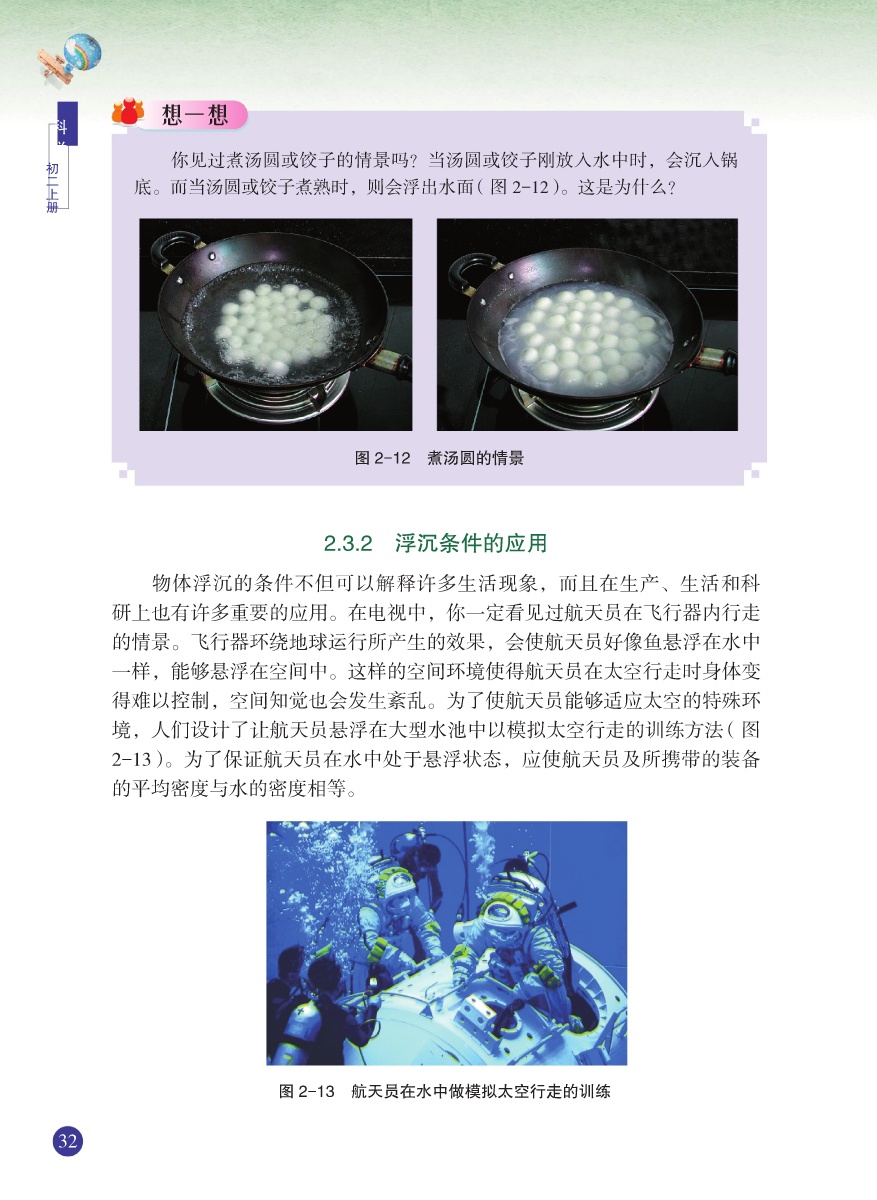 科
初二上册
想一想
你见过煮汤圆或饺子的情景吗？当汤圆或饺子刚放入水中时，会沉入锅
底。而当汤圆或饺子煮熟时，则会浮出水面（图 2-12）。这是为什么？
图 2-12　煮汤圆的情景
2.3.2　浮沉条件的应用
物体浮沉的条件不但可以解释许多生活现象，而且在生产、生活和科
研上也有许多重要的应用。在电视中，你一定看见过航天员在飞行器内行走
的情景。飞行器环绕地球运行所产生的效果，会使航天员好像鱼悬浮在水中
一样，能够悬浮在空间中。这样的空间环境使得航天员在太空行走时身体变
得难以控制，空间知觉也会发生紊乱。为了使航天员能够适应太空的特殊环
境，人们设计了让航天员悬浮在大型水池中以模拟太空行走的训练方法（图
2-13）。为了保证航天员在水中处于悬浮状态，应使航天员及所携带的装备
的平均密度与水的密度相等。
图 2-13　航天员在水中做模拟太空行走的训练
32